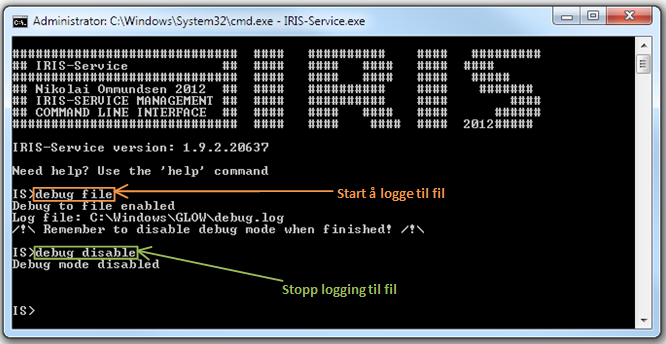 Administrator: C:\Windows\System32\cmd.exe - IRIS-Service.exe
IRIS
## IRIS-Service ##
## Nikolai Ommundsen 2012 ##
## IRIS-SERVICE MANAGEMENT ##
## COMMAND LINE INTERFACE ##
2012#####
IRIS-Service version: 1.9.2.20637
Need help? Use the 'help' command
IS>debug file
Start å logge til fil
Debug to file enabled
Log file: C:\Windows\GLOW\debug.log
/!\ Remember to disable debug mode when finished! /!\
IS>debug disable
Debug mode disabled
Stopp logging til fil
IS>